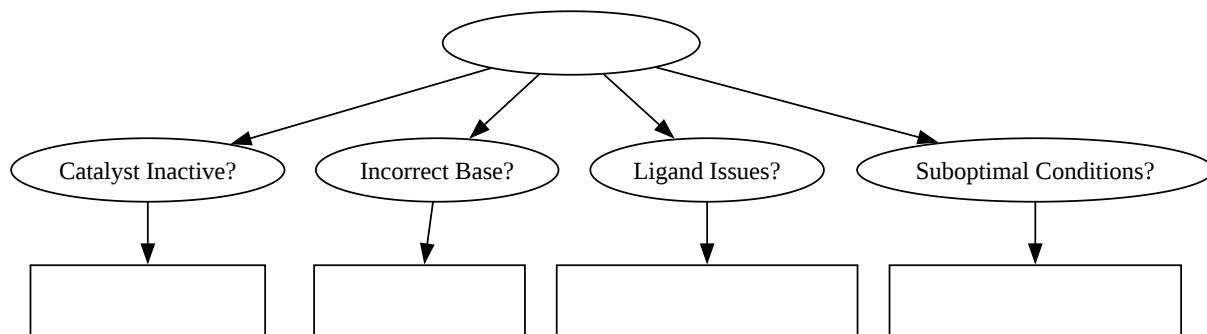 Catalyst Inactive?
Incorrect Base?
Ligand Issues?
Suboptimal Conditions?